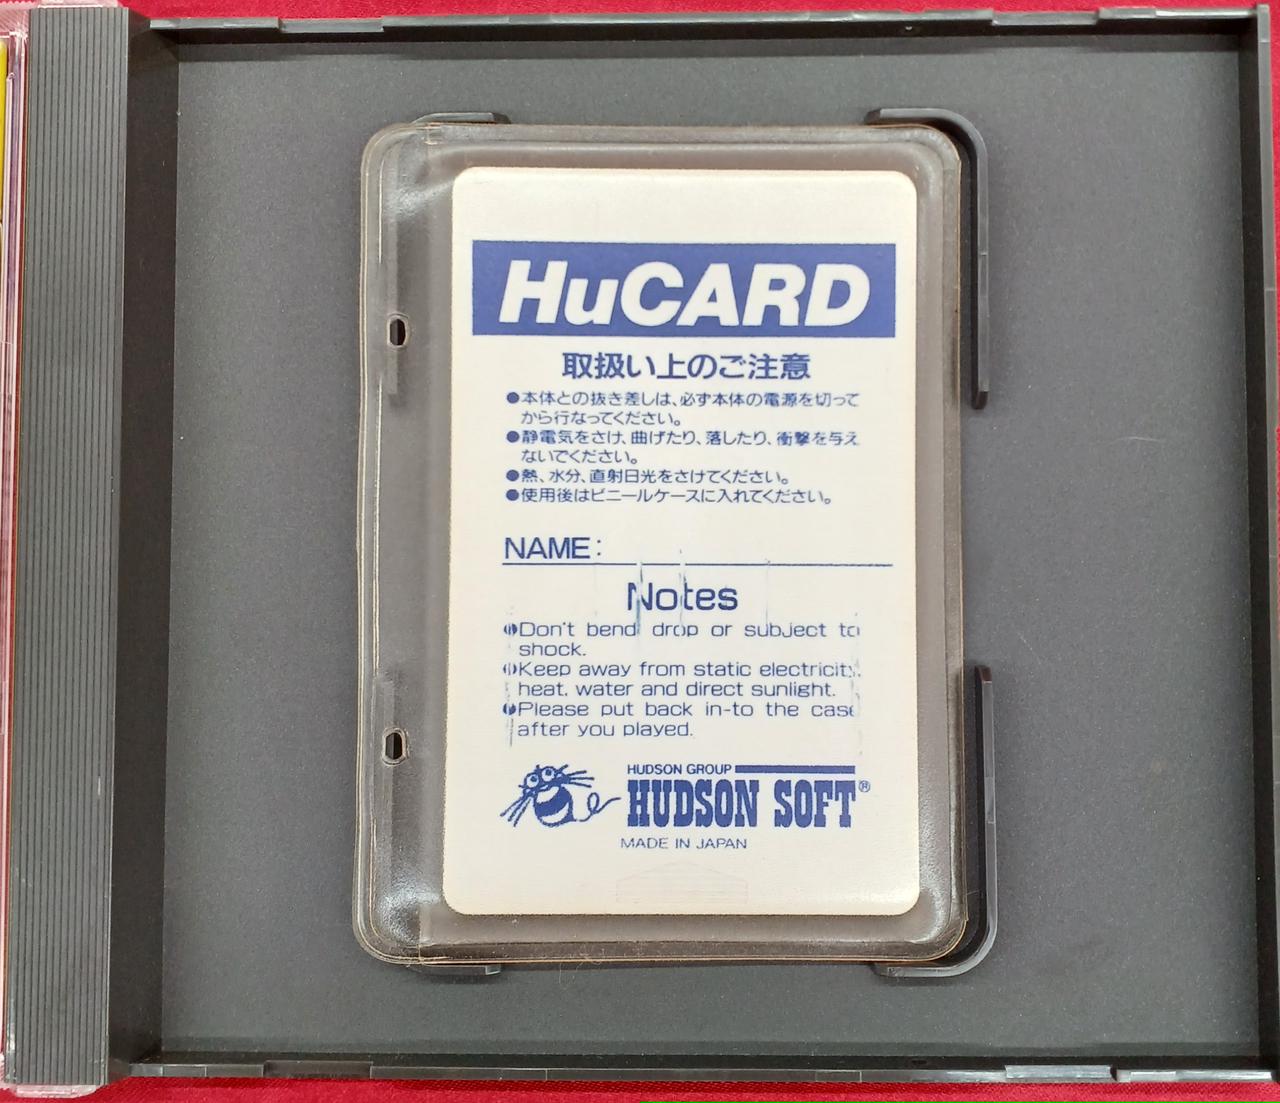 HuCARD
取扱い上のご注意
●本体との抜き差しは、必ず本体の電源を切って
から行なってください。
●静電気をさけ、曲げたり、落したり、衝撃を与え
ないでください。
●熱、水分、直射日光をさけてください。
●使用後はビニールケースに入れてください。
NAME:
Notes
●Don't bend drop or subject to
shock.
●Keep away from static electricity,
heat, water and direct sunlight.
●Please put back in-to the case
after you played.
HUDSON GROUP
HUDSON SOFT®
MADE IN JAPAN